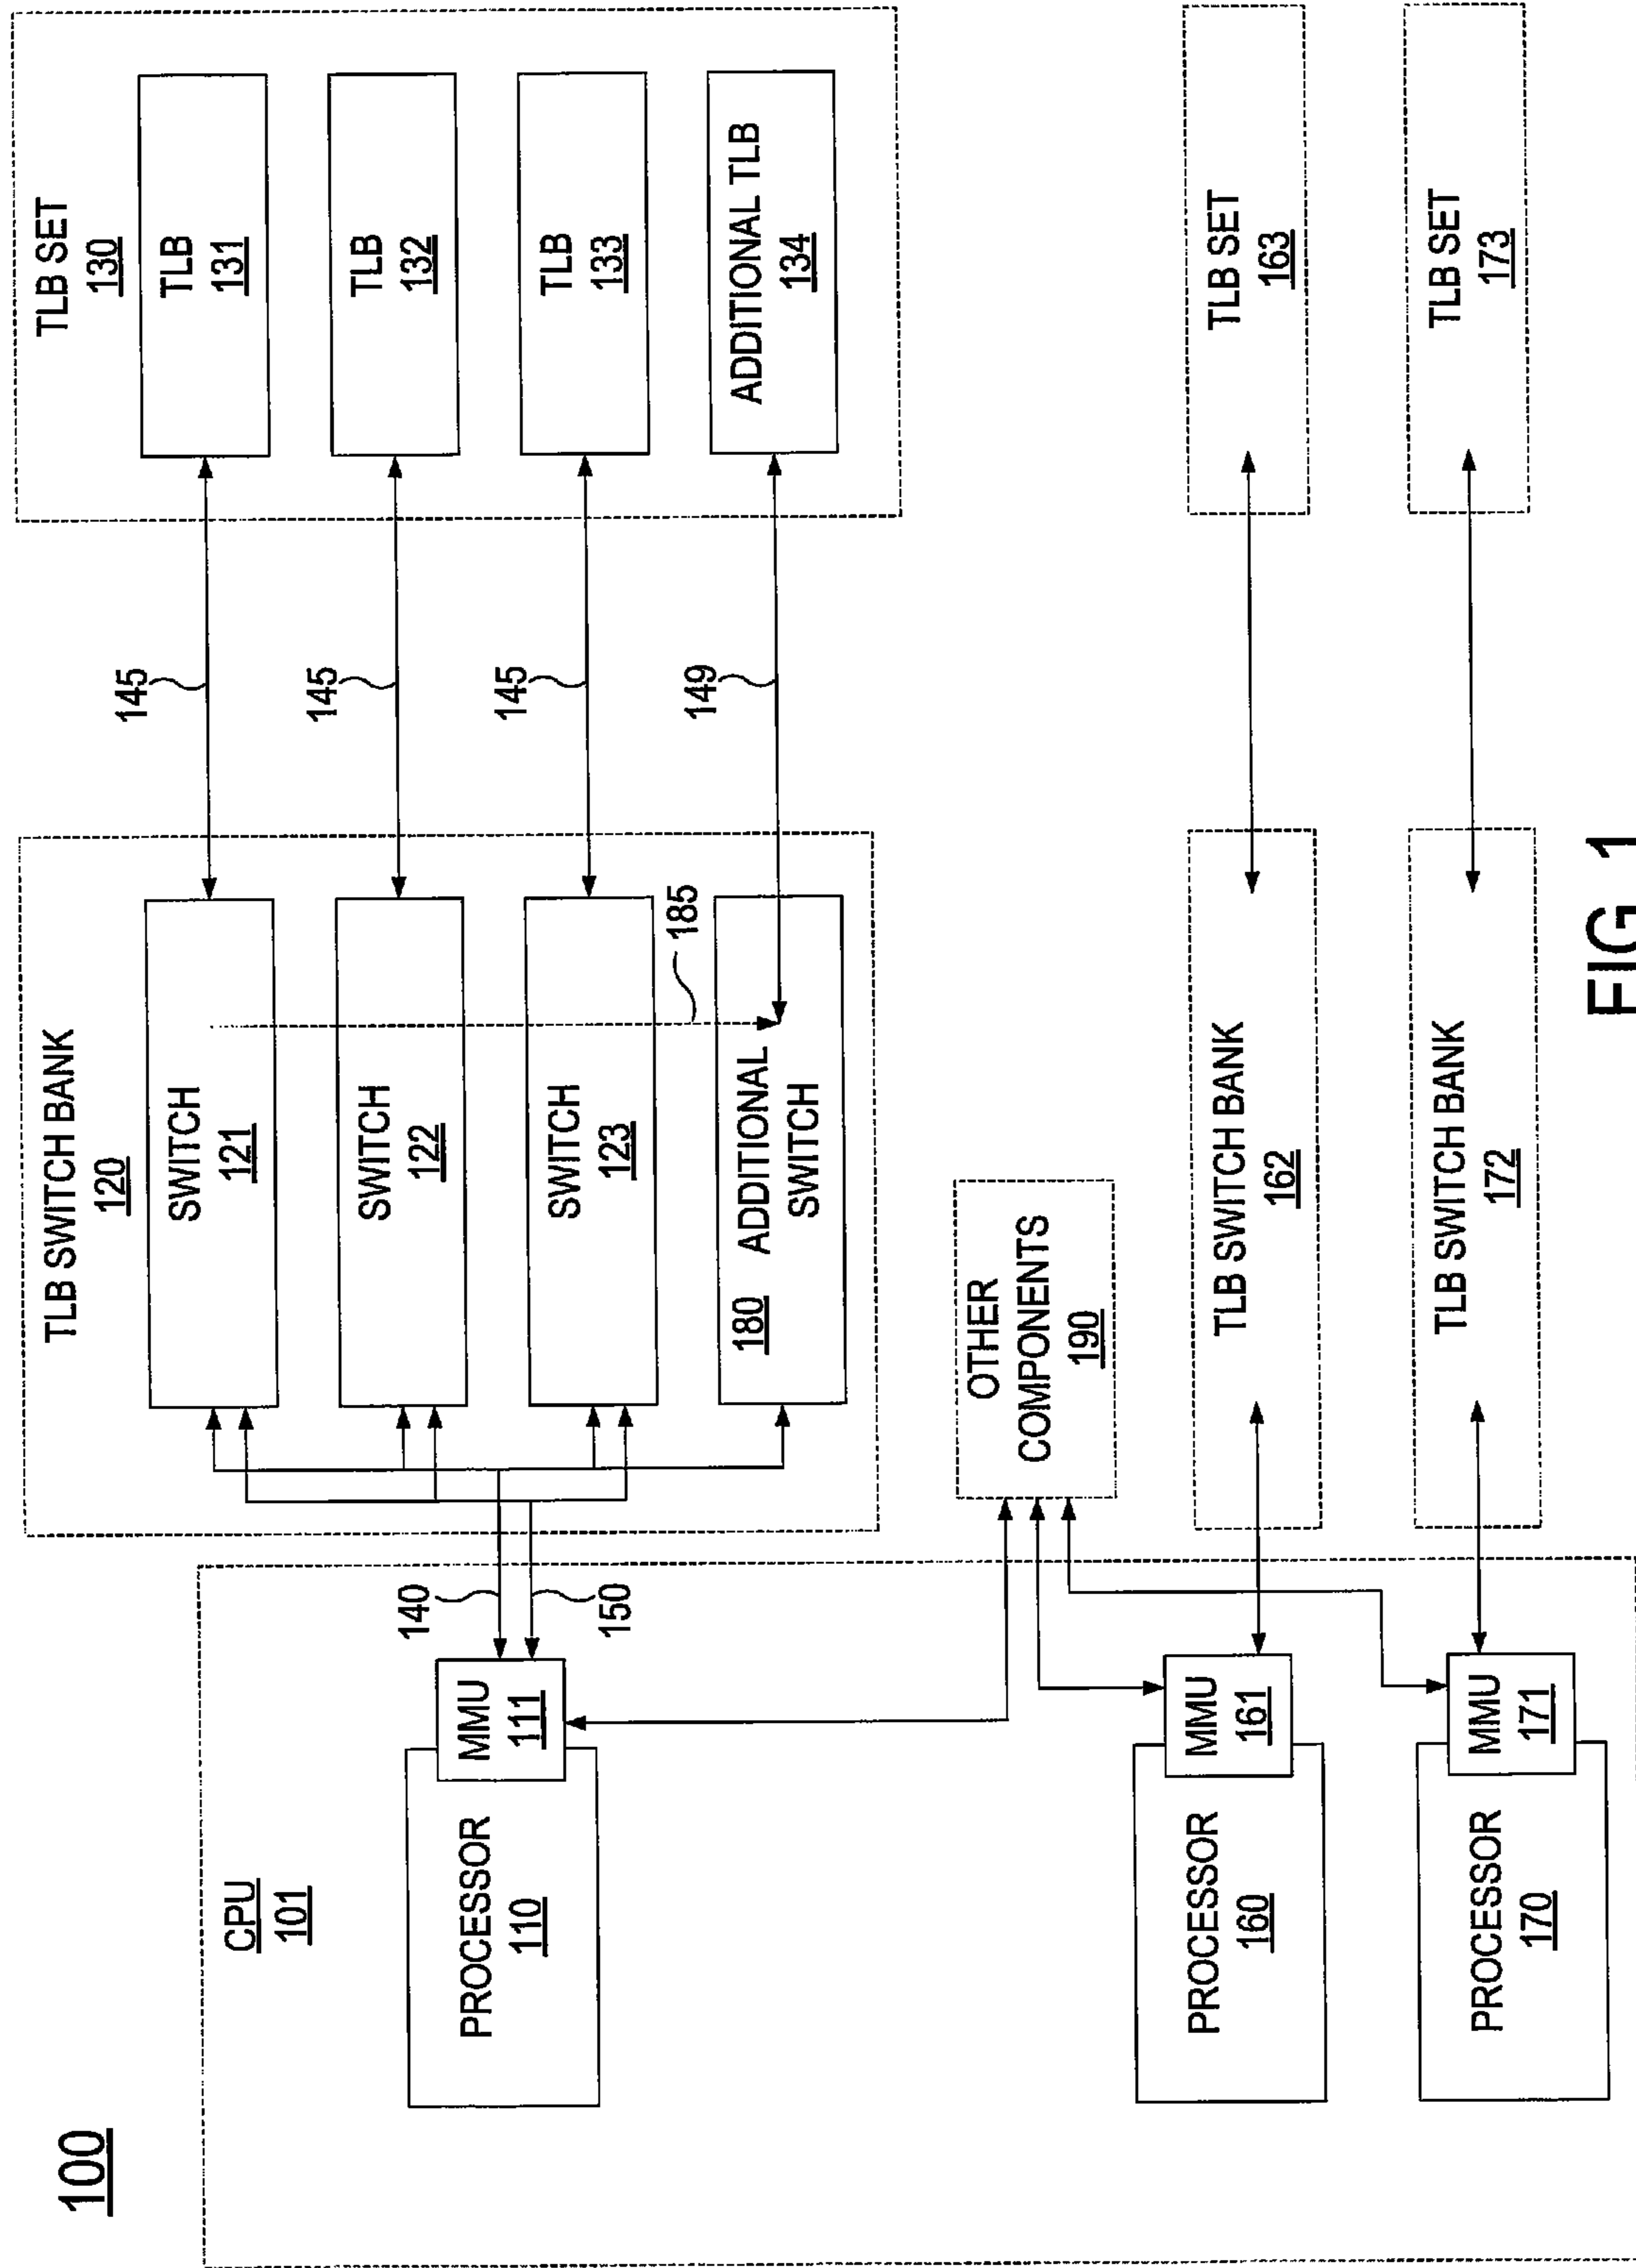 100
CPU
101
PROCESSOR
110
MMU
111
140
150
PROCESSOR
160
MMU
161
PROCESSOR
170
MMU
171
TLB SWITCH BANK
120
SWITCH
121
SWITCH
122
SWITCH
123
180 ADDITIONAL
SWITCH
185
OTHER
COMPONENTS
190
TLB SWITCH BANK
162
TLB SWITCH BANK
172
145
145
145
149
TLB SET
130
TLB
131
TLB
132
TLB
133
ADDITIONAL TLB
134
TLB SET
163
TLB SET
173
FIG. 1